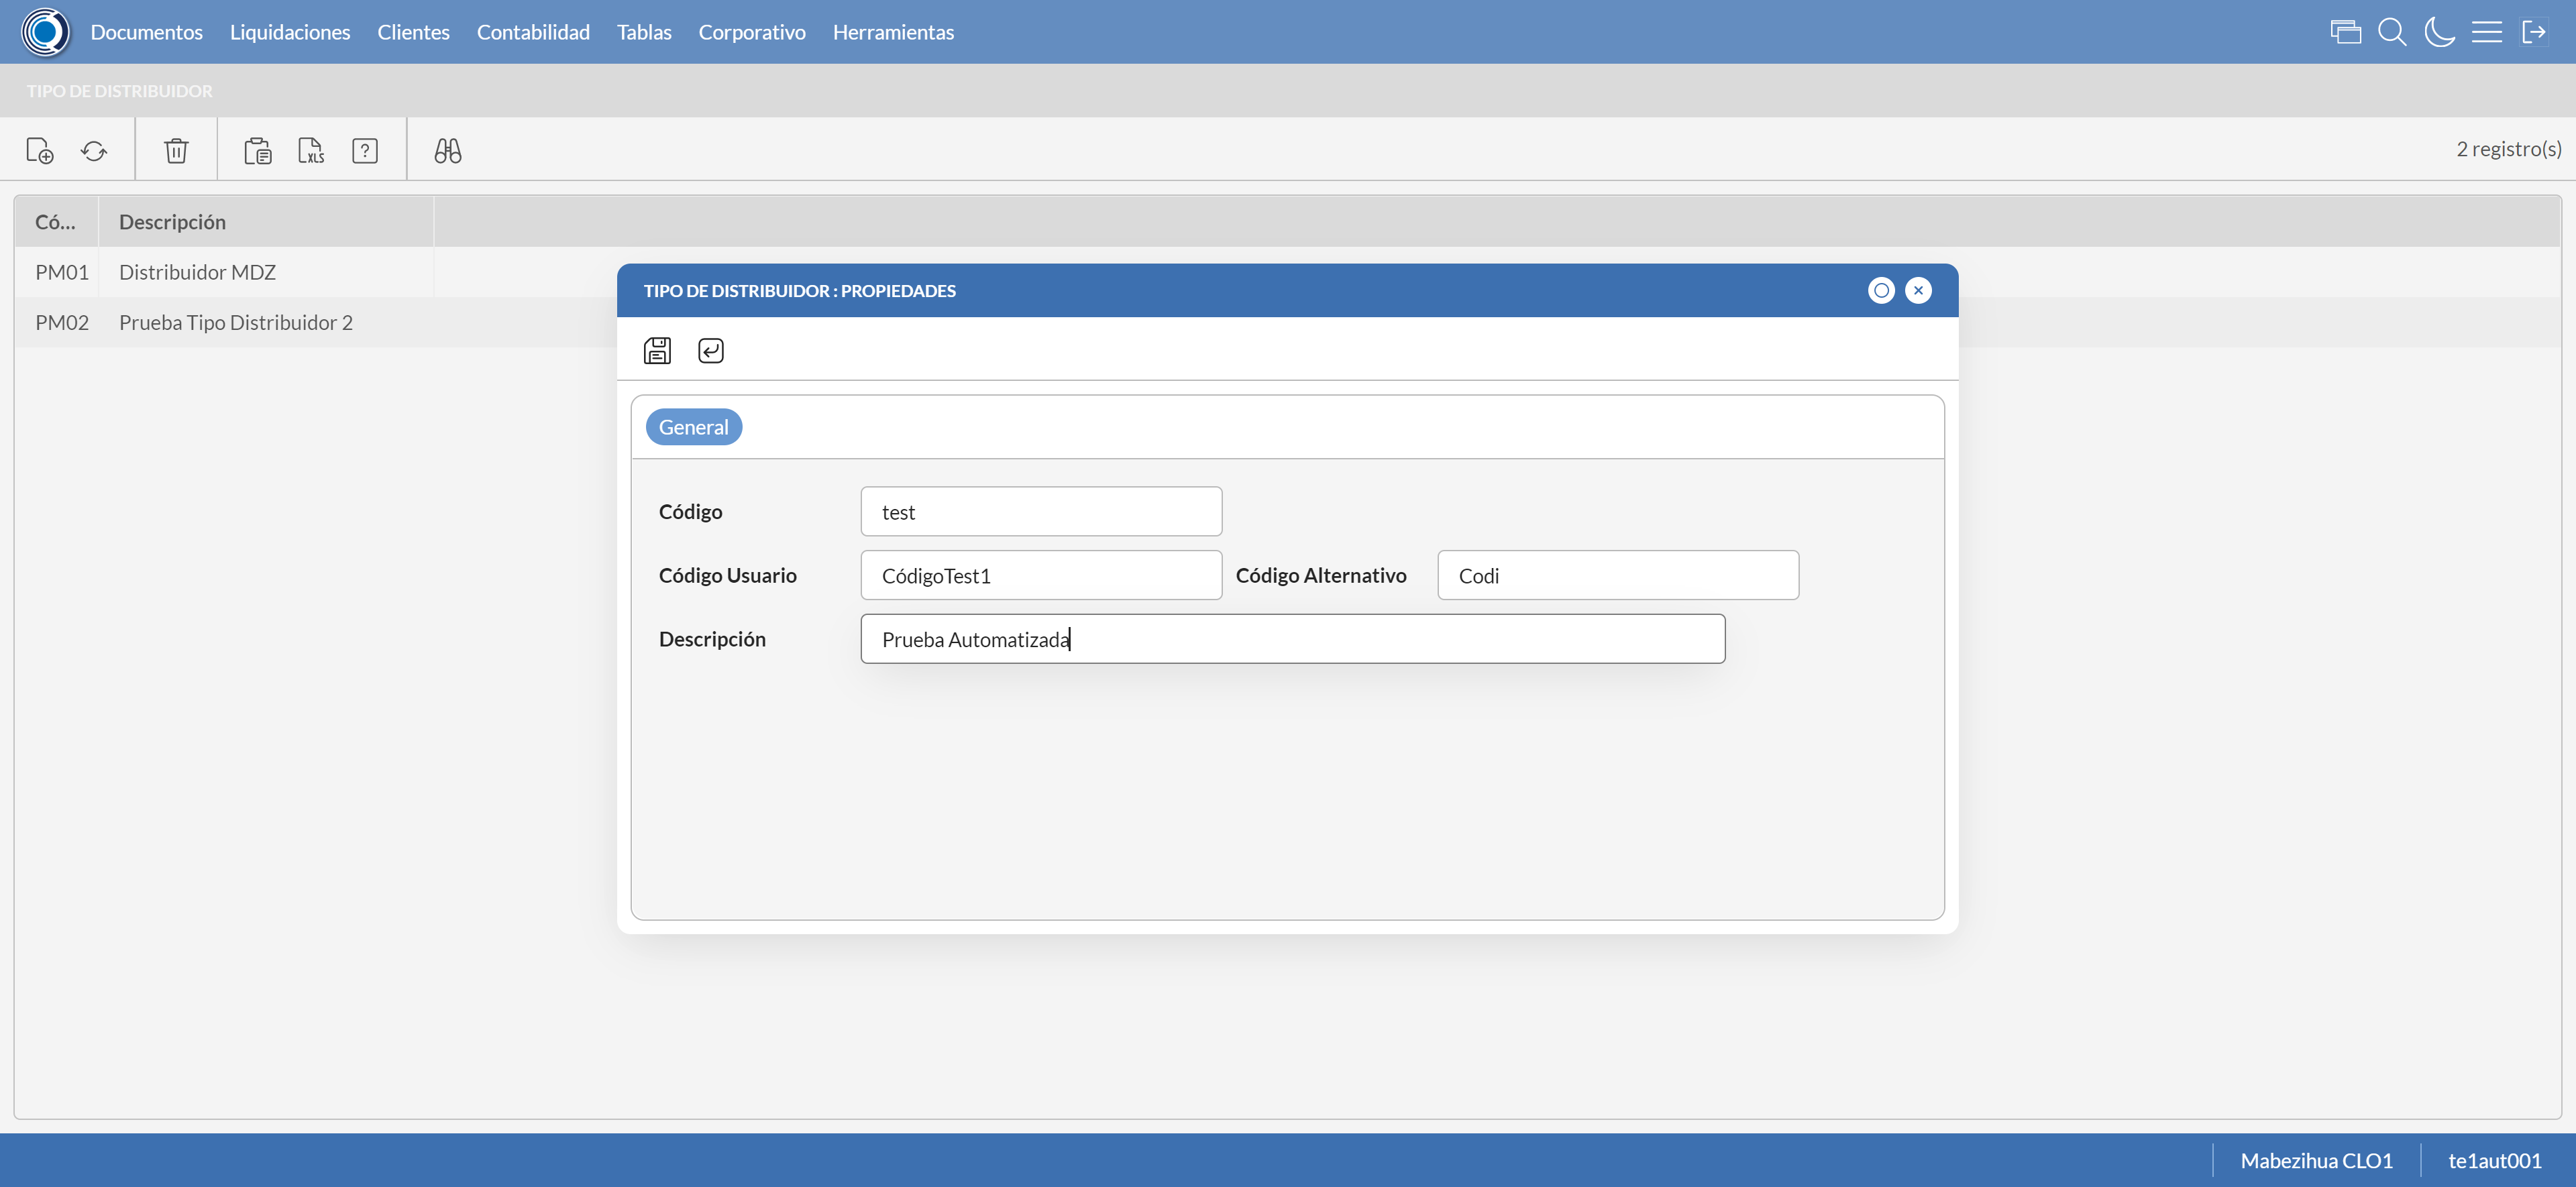 Documentos Liquidaciones Clientes Contabilidad Tablas Corporativo Herramientas
TIPO DE DISTRIBUIDOR
XLS ? 2 registro(s)
Có... Descripción
PM01 Distribuidor MDZ
PM02 Prueba Tipo Distribuidor 2
TIPO DE DISTRIBUIDOR : PROPIEDADES
General
Código test
Código Usuario CódigoTest1 Código Alternativo Codi
Descripción Prueba Automatizada
Mabezihua CLO1 te1aut001